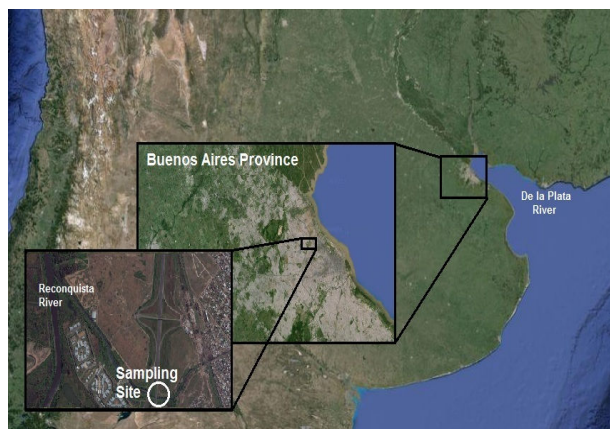 Buenos Aires Province
De la Plata
River
Reconquista
River
Sampling
Site